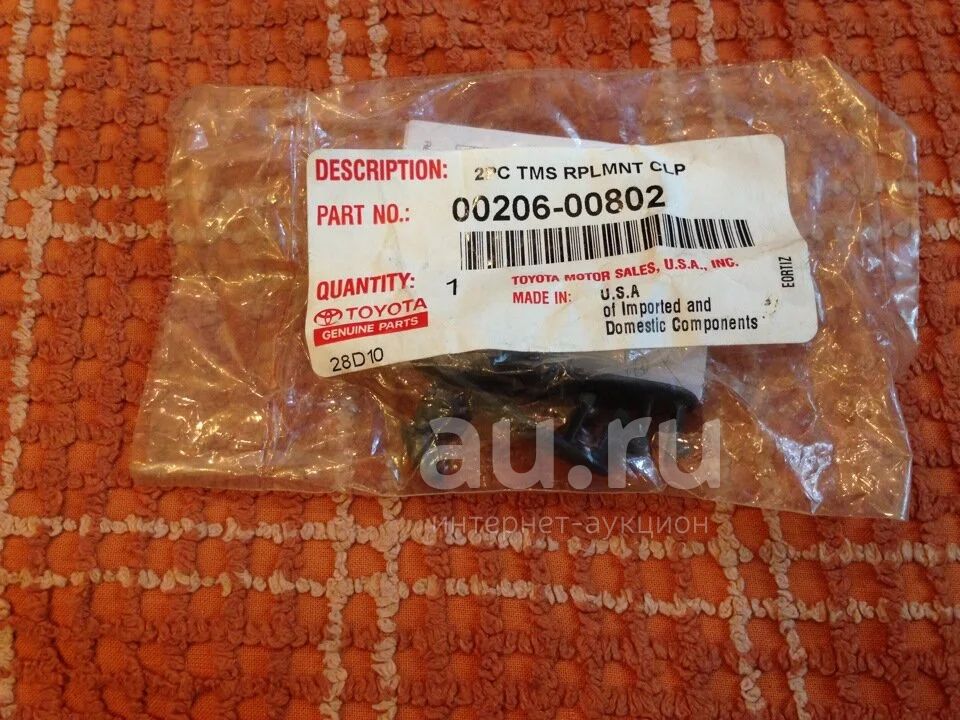 DESCRIPTION: 2PC TMS RPLMNT CLP
PART NO.: 00206-00802
TOYOTA MOTOR SALES, U.S.A., INC.
QUANTITY: 1
MADE IN: U.S.A
of Imported and
Domestic Components
TOYOTA
GENUINE PARTS
28D10
EORTIZ
au.ru
интернет-аукцион